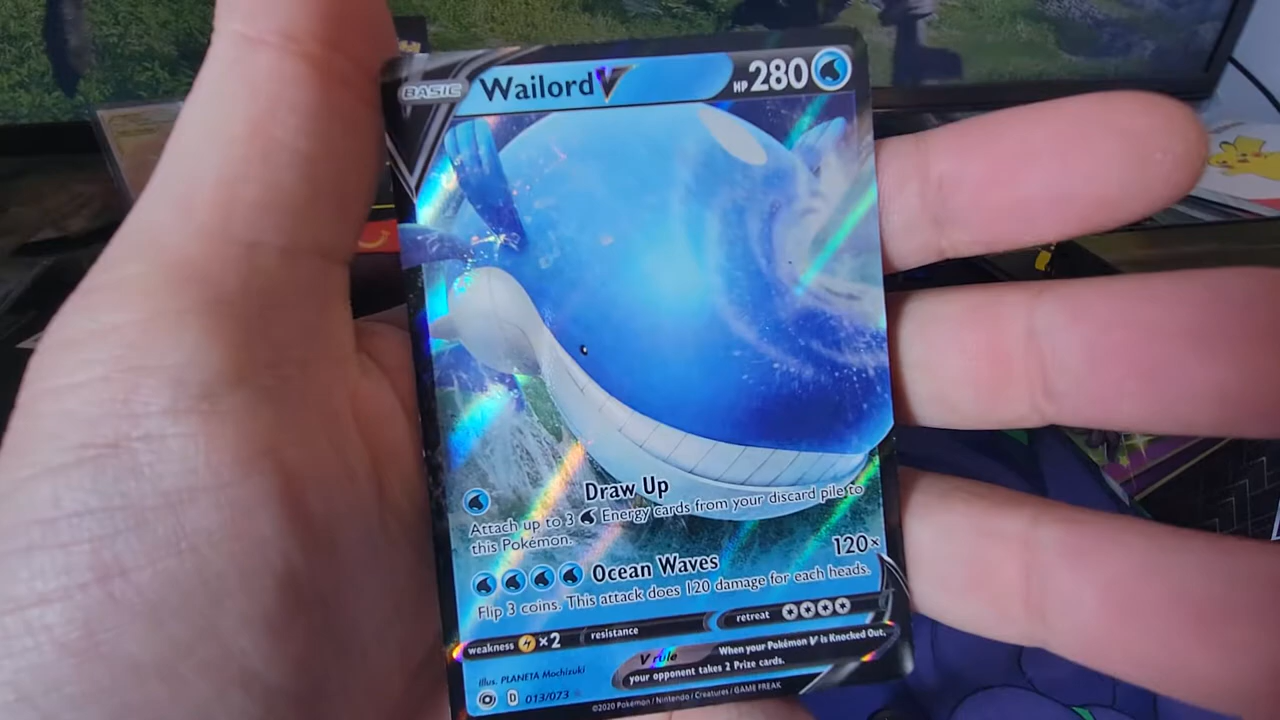 BASIC Wailord V HP 280
Draw Up
Attach up to 3 Energy cards from your discard pile to
this Pokémon.
Ocean Waves 120×
Flip 3 coins. This attack does 120 damage for each heads.
weakness ×2 resistance retreat
V rule When your Pokémon V is Knocked Out,
your opponent takes 2 Prize cards.
Illus. PLANETA Mochizuki
D 013/073
©2020 Pokémon / Nintendo / Creatures / GAME FREAK